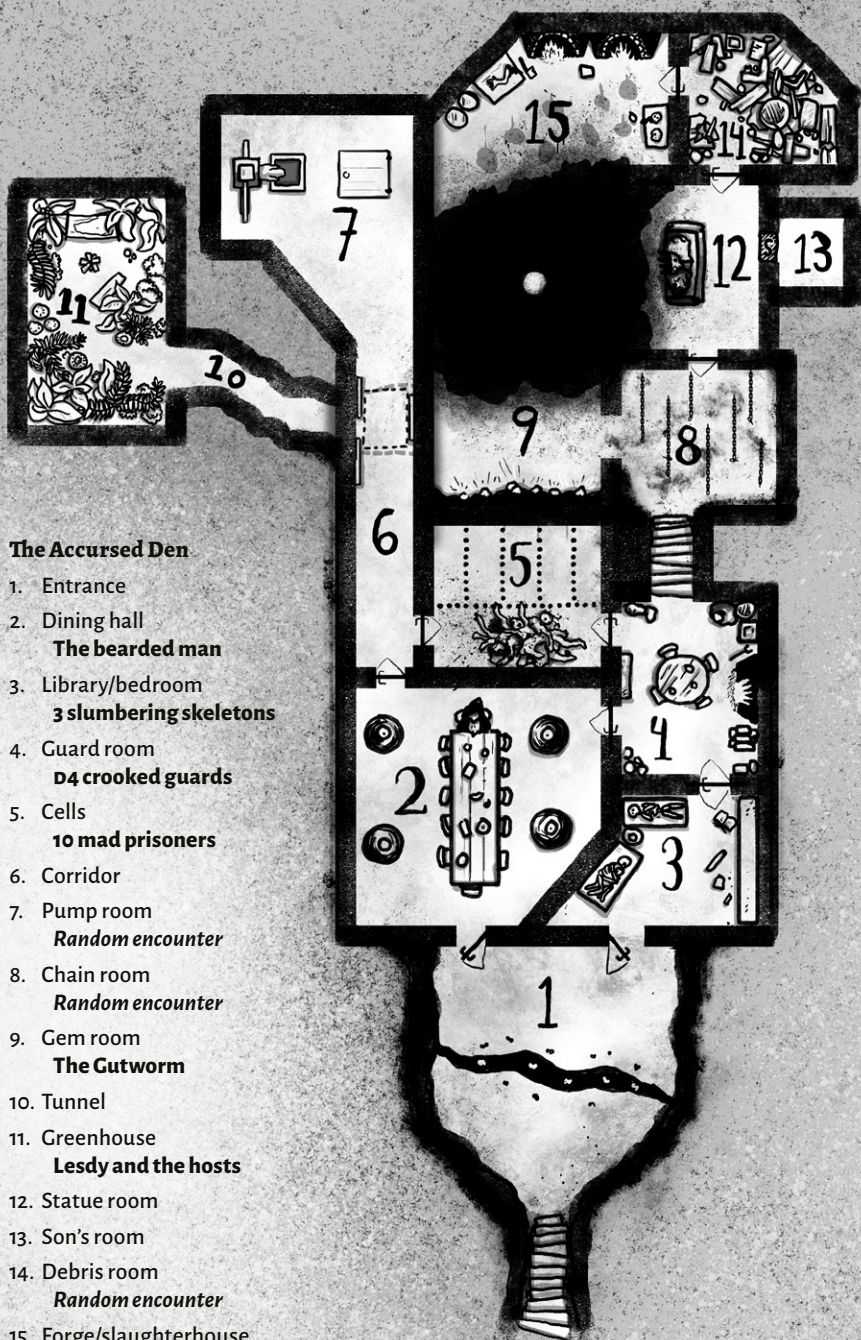 15
14
7
12
13
11
10
9
8
6
5
4
2
3
1
The Accursed Den
1. Entrance
2. Dining hall
The bearded man
3. Library/bedroom
3 slumbering skeletons
4. Guard room
D4 crooked guards
5. Cells
10 mad prisoners
6. Corridor
7. Pump room
Random encounter
8. Chain room
Random encounter
9. Gem room
The Gutworm
10. Tunnel
11. Greenhouse
Lesdy and the hosts
12. Statue room
13. Son's room
14. Debris room
Random encounter
15. Forge/slaughterhouse